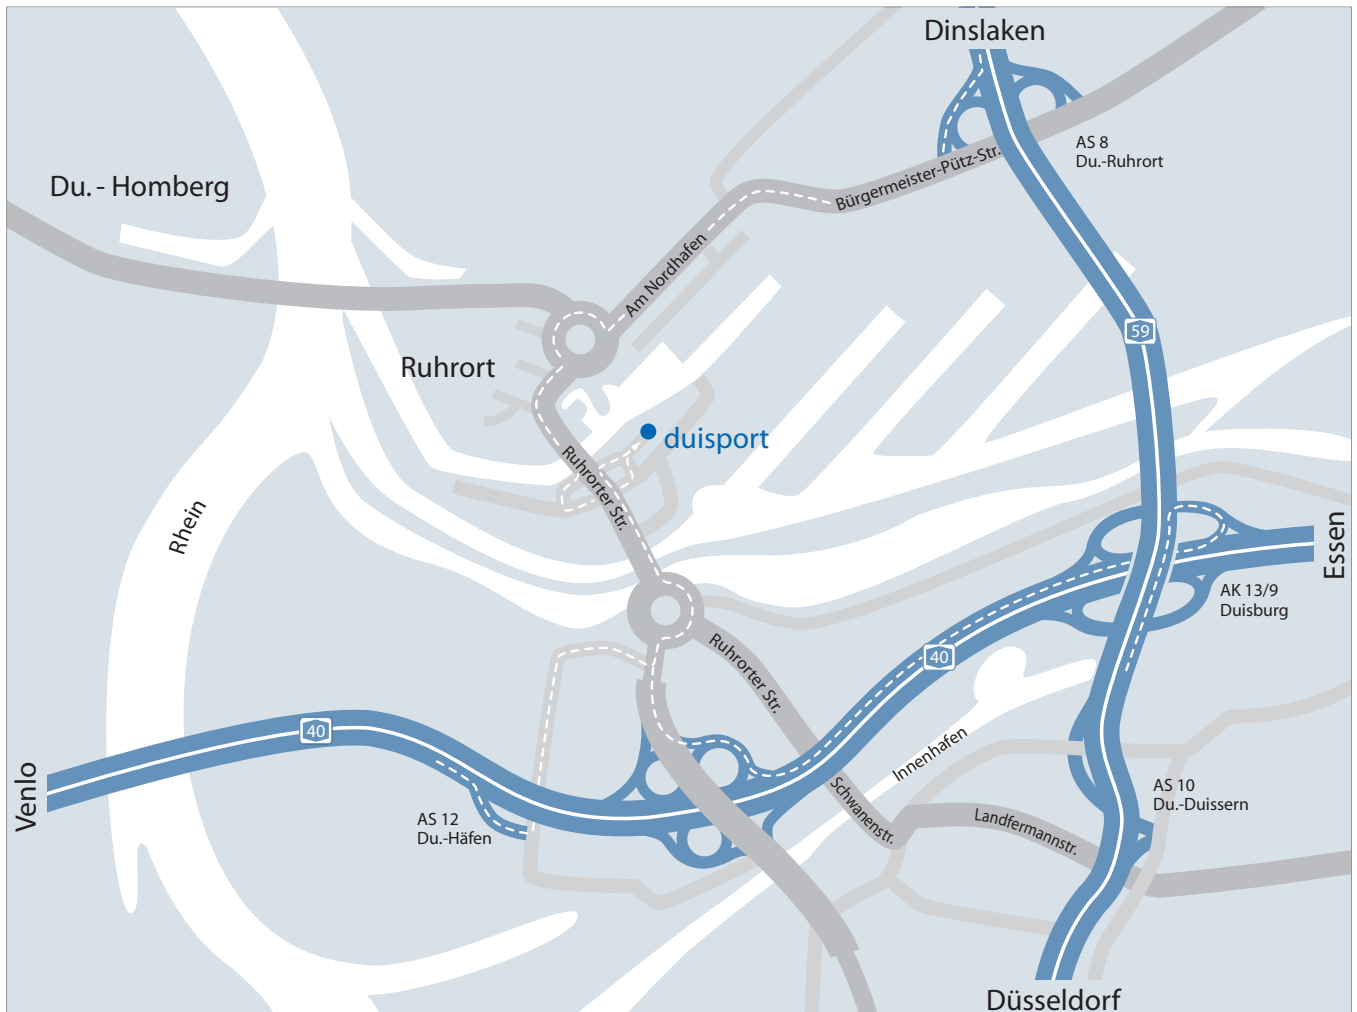 Dinslaken
AS 8
Du.-Ruhrort
Bürgermeister-Pütz-Str.
Du. - Homberg
Am Nordhafen
59
Ruhrort
duisport
Ruhrorter Str.
Rhein
Essen
AK 13/9
Duisburg
Ruhrorter Str.
40
40
Innenhafen
Venlo
AS 12
Du.-Häfen
Schwanenstr.
Landfermannstr.
AS 10
Du.-Duissern
Düsseldorf